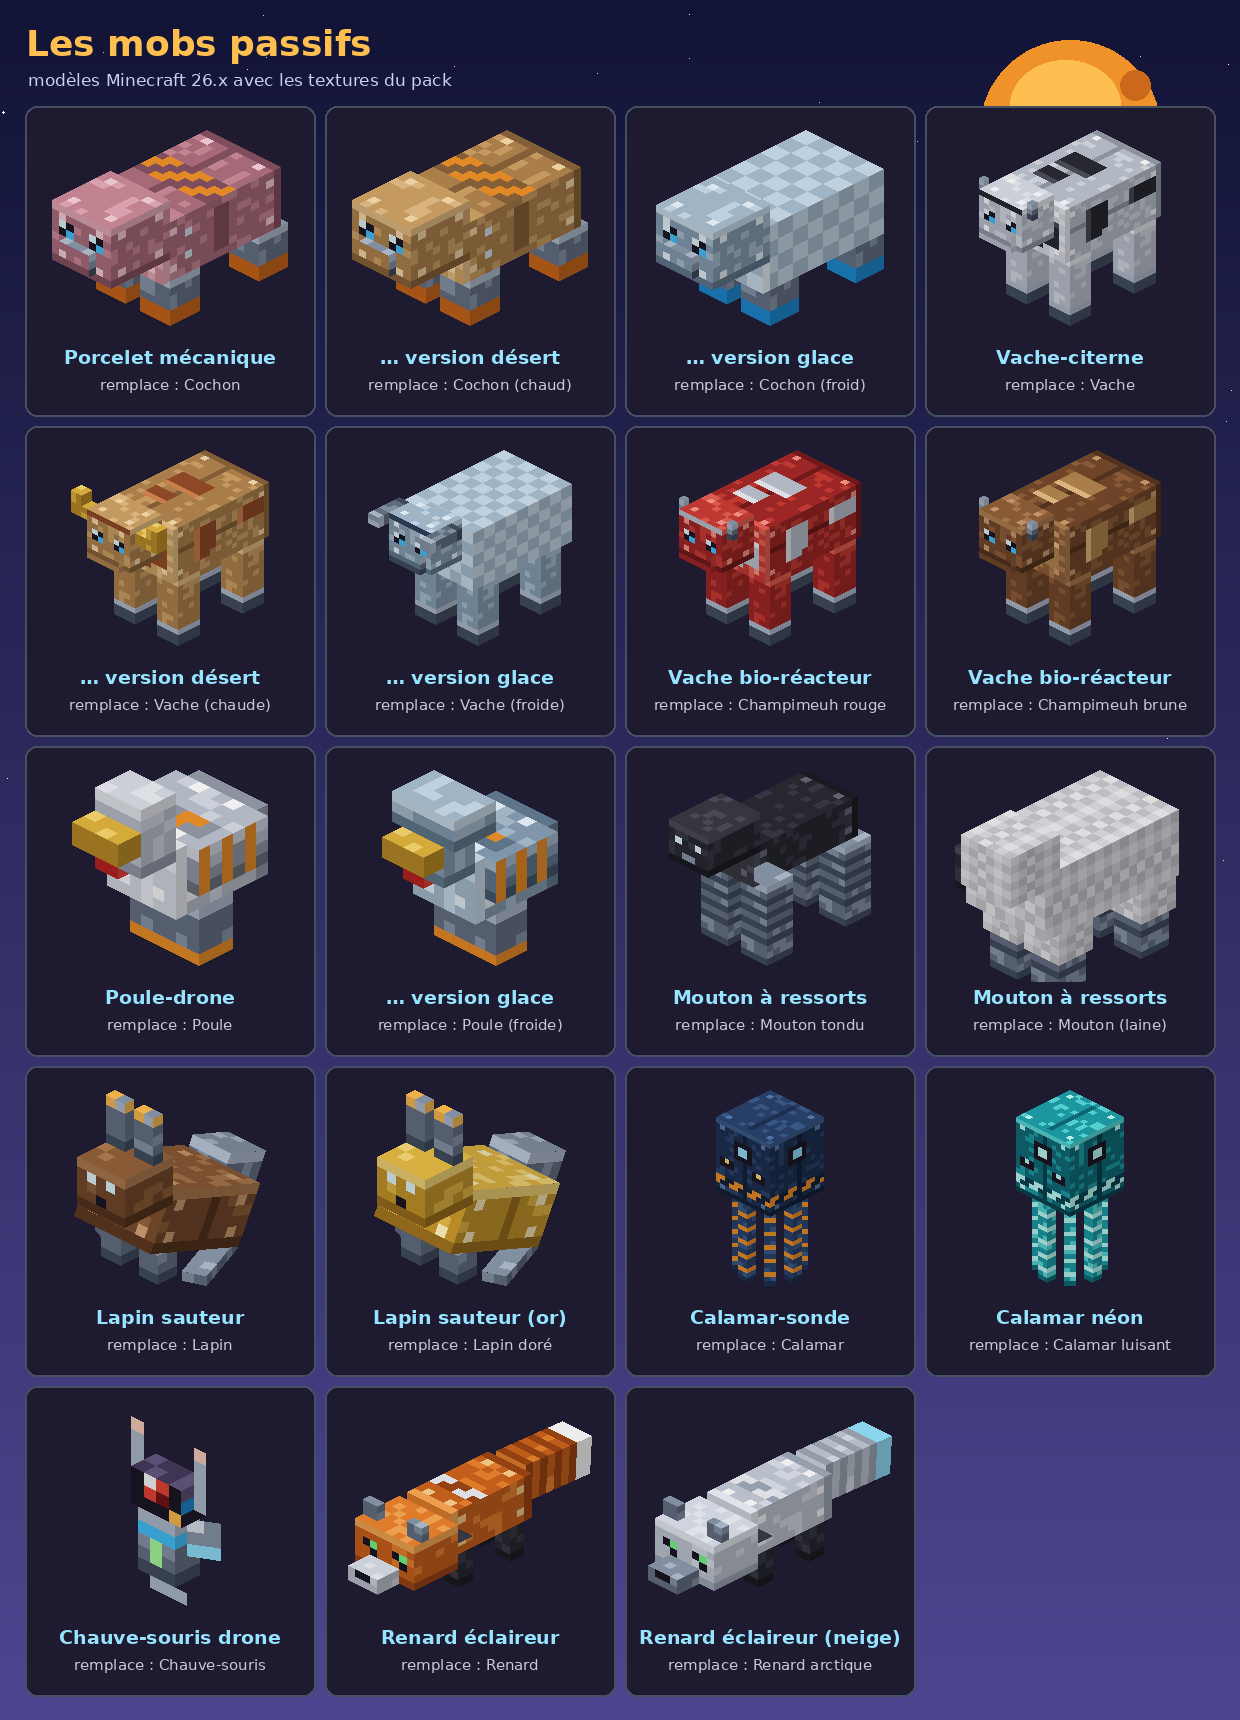 Les mobs passifs
modèles Minecraft 26.x avec les textures du pack
Porcelet mécanique
remplace : Cochon
... version désert
remplace : Cochon (chaud)
... version glace
remplace : Cochon (froid)
Vache-citerne
remplace : Vache
... version désert
remplace : Vache (chaude)
... version glace
remplace : Vache (froide)
Vache bio-réacteur
remplace : Champimeuh rouge
Vache bio-réacteur
remplace : Champimeuh brune
Poule-drone
remplace : Poule
... version glace
remplace : Poule (froide)
Mouton à ressorts
remplace : Mouton tondu
Mouton à ressorts
remplace : Mouton (laine)
Lapin sauteur
remplace : Lapin
Lapin sauteur (or)
remplace : Lapin doré
Calamar-sonde
remplace : Calamar
Calamar néon
remplace : Calamar luisant
Chauve-souris drone
remplace : Chauve-souris
Renard éclaireur
remplace : Renard
Renard éclaireur (neige)
remplace : Renard arctique